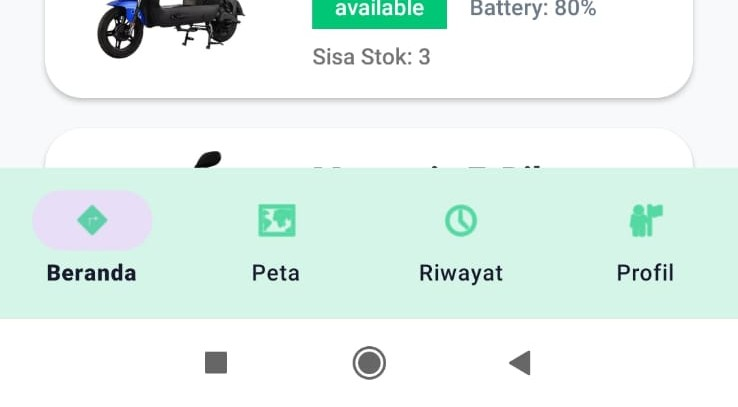 available Battery: 80%
Sisa Stok: 3
Beranda Peta Riwayat Profil